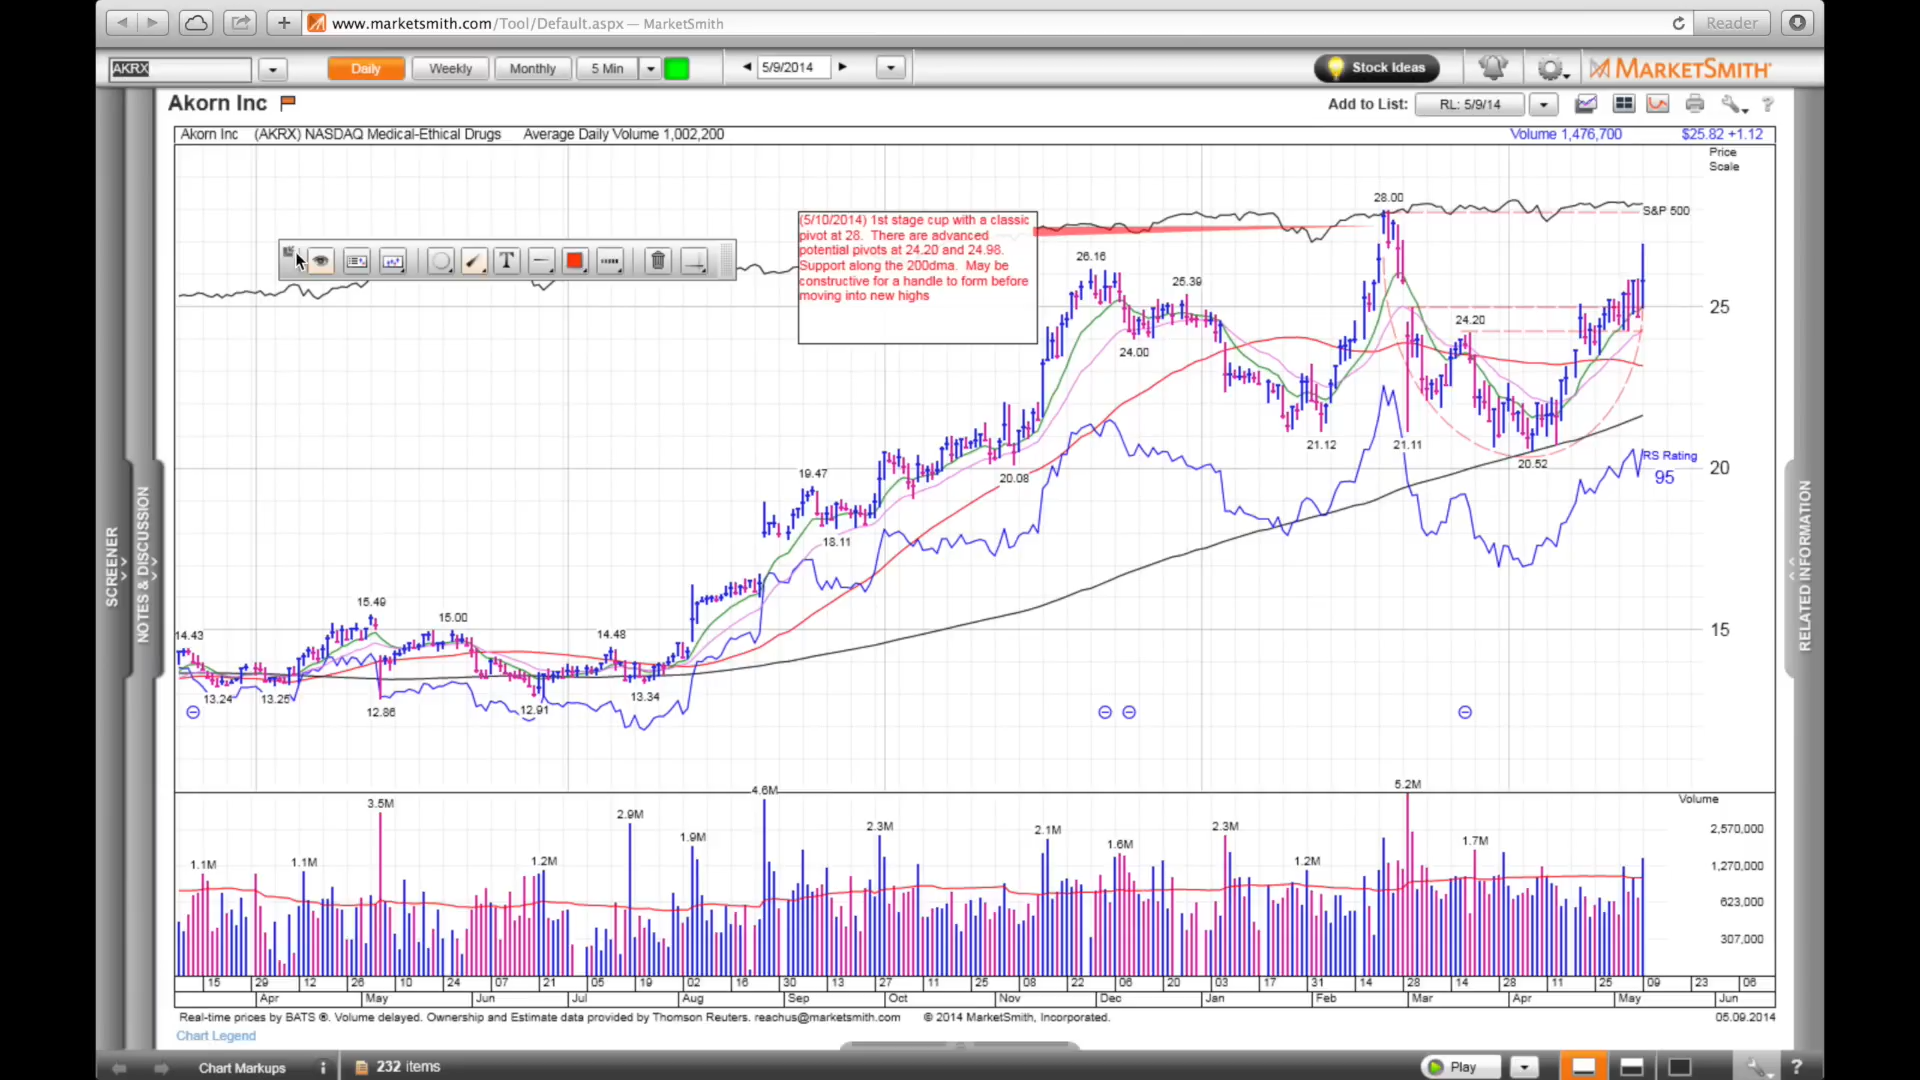 www.marketsmith.com/Tool/Default.aspx — MarketSmith
Reader
AKRX
Daily
Weekly
Monthly
5 Min
5/9/2014
Stock Ideas
MARKETSMITH
Akorn Inc
Add to List:
RL: 5/9/14
?
Akorn Inc (AKRX) NASDAQ Medical-Ethical Drugs Average Daily Volume 1,002,200
Volume 1,476,700 $25.82 +1.12
Price
Scale
28.00
S&P 500
(5/10/2014) 1st stage cup with a classic
pivot at 28. There are advanced
potential pivots at 24.20 and 24.98.
Support along the 200dma. May be
constructive for a handle to form before
moving into new highs
T
26.16
25.39
25
24.20
24.00
21.12
21.11
20.52
RS Rating
95
20
19.47
20.08
18.11
15.49
15.00
14.48
14.43
15
13.24
13.25
12.86
12.91
13.34
5.2M
4.6M
Volume
3.5M
2.9M
2.3M
2.1M
2.3M
2,570,000
1.9M
1.6M
1.7M
1.1M
1.1M
1.2M
1.2M
1,270,000
623,000
307,000
15 29 12 26 10 24 07 21 05 19 02 16 30 13 27 11 25 08 22 06 20 03 17 31 14 28 14 28 11 25 09 23 06
Apr May Jun Jul Aug Sep Oct Nov Dec Jan Feb Mar Apr May Jun
Real-time prices by BATS ®. Volume delayed. Ownership and Estimate data provided by Thomson Reuters. reachus@marketsmith.com © 2014 MarketSmith, Incorporated.
05.09.2014
Chart Legend
SCREENER
NOTES & DISCUSSION
RELATED INFORMATION
Chart Markups
i
232 items
Play
?